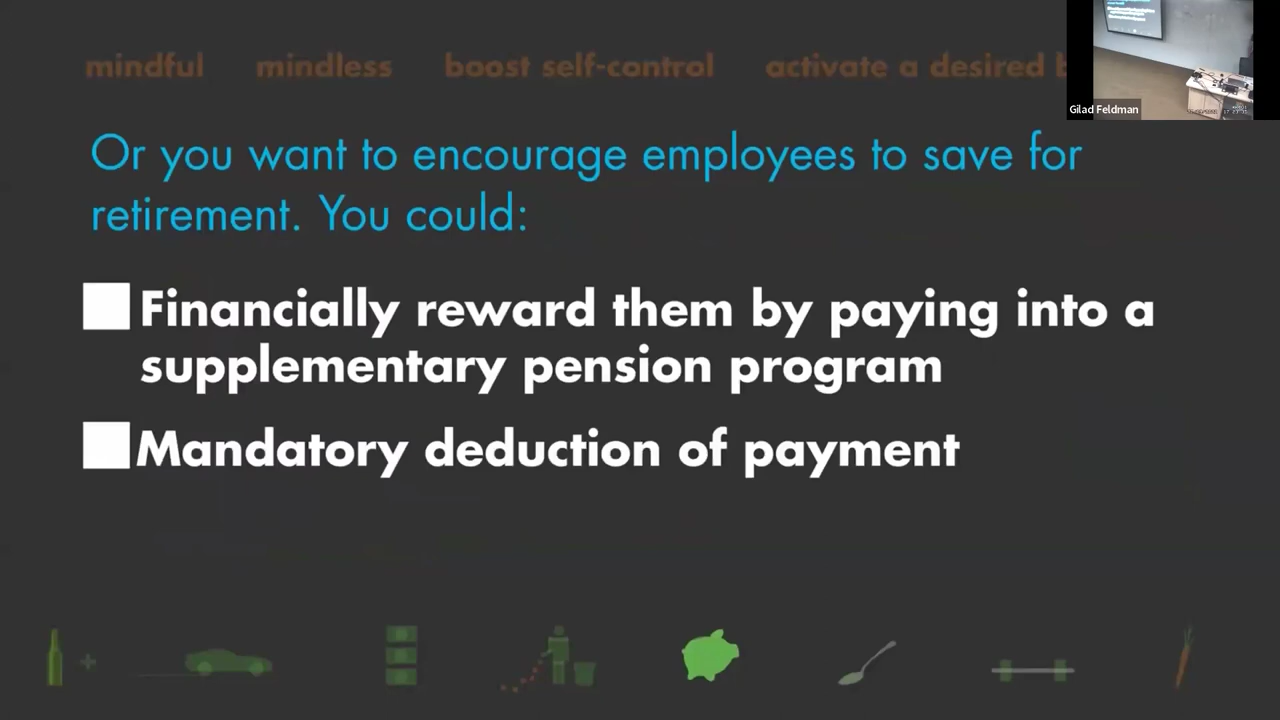 mindful mindless boost self-control activate a desired
Gilad Feldman
Or you want to encourage employees to save for
retirement. You could:
Financially reward them by paying into a
supplementary pension program
Mandatory deduction of payment